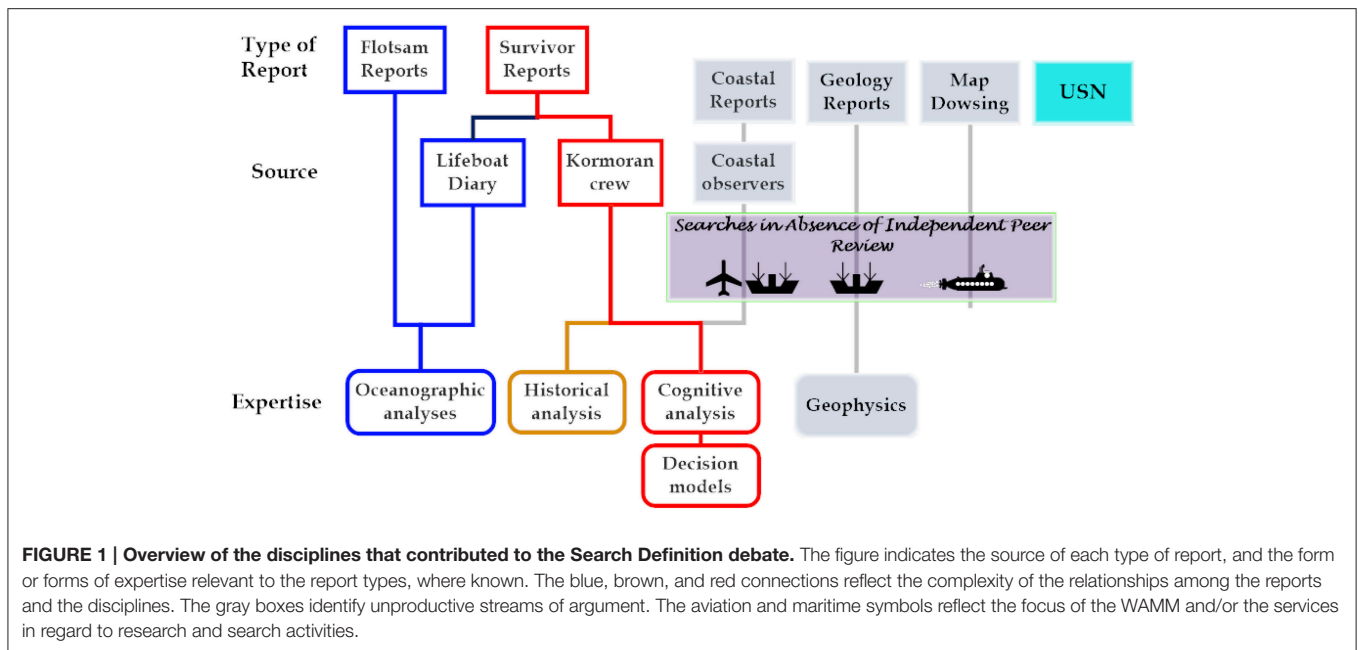 Type of
Report
Flotsam
Reports
Survivor
Reports
Coastal
Reports
Geology
Reports
Map
Dowsing
USN
Source
Lifeboat
Diary
Kormoran
crew
Coastal
observers
Searches in Absence of Independent Peer
Review
Expertise
Oceanographic
analyses
Historical
analysis
Cognitive
analysis
Geophysics
Decision
models
FIGURE 1 | Overview of the disciplines that contributed to the Search Definition debate. The figure indicates the source of each type of report, and the form
or forms of expertise relevant to the report types, where known. The blue, brown, and red connections reflect the complexity of the relationships among the reports
and the disciplines. The gray boxes identify unproductive streams of argument. The aviation and maritime symbols reflect the focus of the WAMM and/or the services
in regard to research and search activities.